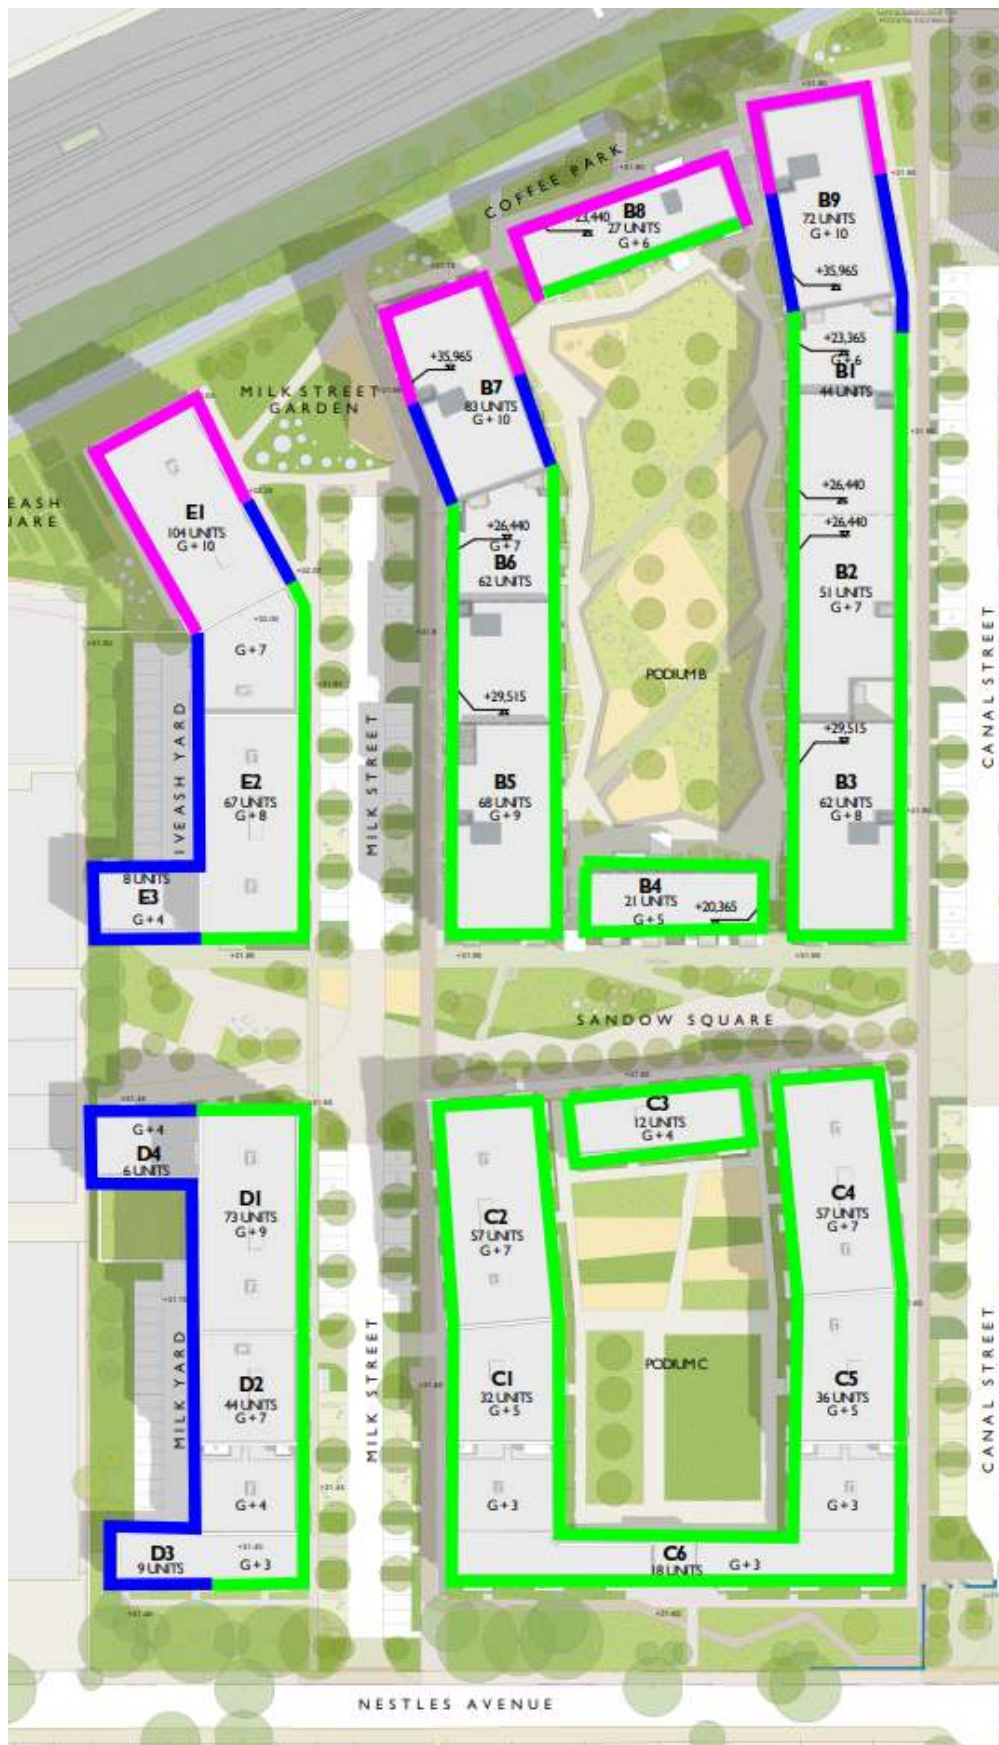 COFFEE PARK
+31.80
B8
27 UNITS
G + 6
B9
72 UNITS
G + 10
+35,965
+23,365
G + 6
B1
44 UNITS
+26,440
+26,440
B2
51 UNITS
G + 7
+29,515
B3
62 UNITS
G + 8
MILK STREET
GARDEN
+35,965
B7
83 UNITS
G + 10
+26,440
G + 7
B6
62 UNITS
+29,515
B5
68 UNITS
G + 9
PODIUM B
B4
21 UNITS
G + 5
+20,365
E1
104 UNITS
G + 10
G + 7
IVEASH YARD
E2
67 UNITS
G + 8
8 UNITS
E3
G + 4
MILK STREET
CANAL STREET
SANDOW SQUARE
G + 4
D4
6 UNITS
D1
73 UNITS
G + 9
MILK YARD
D2
44 UNITS
G + 7
G + 4
D3
9 UNITS
G + 3
MILK STREET
C3
12 UNITS
G + 4
C2
57 UNITS
G + 7
C4
57 UNITS
G + 7
C1
32 UNITS
G + 5
PODIUM C
C5
36 UNITS
G + 5
G + 3
G + 3
C6
18 UNITS
G + 3
CANAL STREET
NESTLES AVENUE